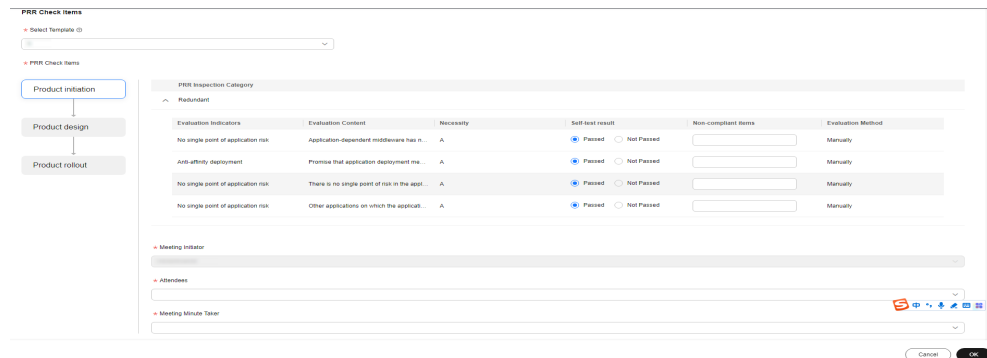 PRR Check Items
* Select Template
* PRR Check Items
Product initiation
Product design
Product rollout
PRR Inspection Category
Redundant
Evaluation Indicators Evaluation Content Necessity Self-test result Non-compliant items Evaluation Method
No single point of application risk Application-dependent middleware has n... A Passed Not Passed Manually
Anti-affinity deployment Promise that application deployment me... A Passed Not Passed Manually
No single point of application risk There is no single point of risk in the appl... A Passed Not Passed Manually
No single point of application risk Other applications on which the applicati... A Passed Not Passed Manually
* Meeting Initiator
* Attendees
中
* Meeting Minute Taker
Cancel OK